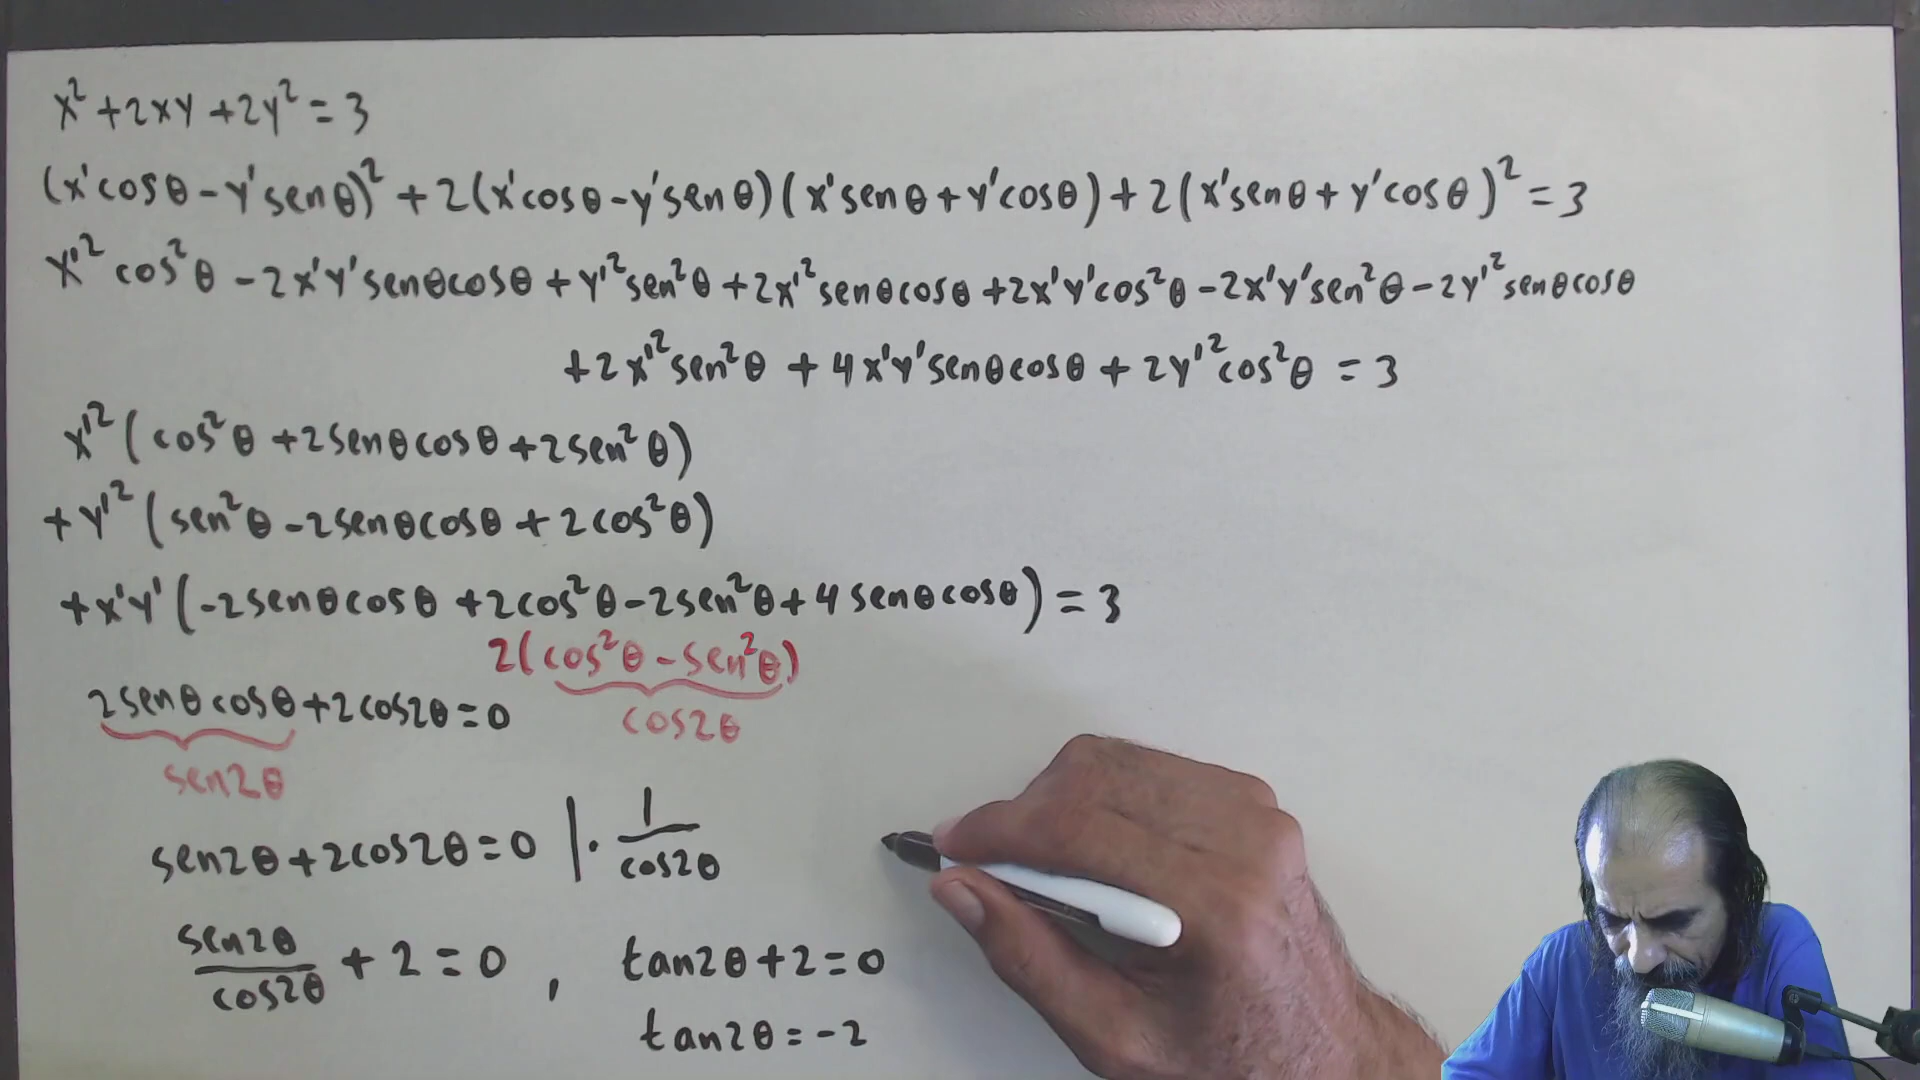 x² + 2xy + 2y² = 3
(x'cosθ - y'senθ)² + 2(x'cosθ - y'senθ)(x'senθ + y'cosθ) + 2(x'senθ + y'cosθ)² = 3
x'² cos²θ - 2x'y'senθcosθ + y'²sen²θ + 2x'²senθcosθ + 2x'y'cos²θ - 2x'y'sen²θ - 2y'²senθcosθ
+ 2x'²sen²θ + 4x'y'senθcosθ + 2y'²cos²θ = 3
x'²(cos²θ + 2senθcosθ + 2sen²θ)
+ y'²(sen²θ - 2senθcosθ + 2cos²θ)
+ x'y'(-2senθcosθ + 2cos²θ - 2sen²θ + 4senθcosθ) = 3
2(cos²θ - sen²θ)
cos2θ
2senθcosθ + 2cos2θ = 0
sen2θ
sen2θ + 2cos2θ = 0 | · 1/cos2θ
sen2θ/cos2θ + 2 = 0 , tan2θ + 2 = 0
tan2θ = -2